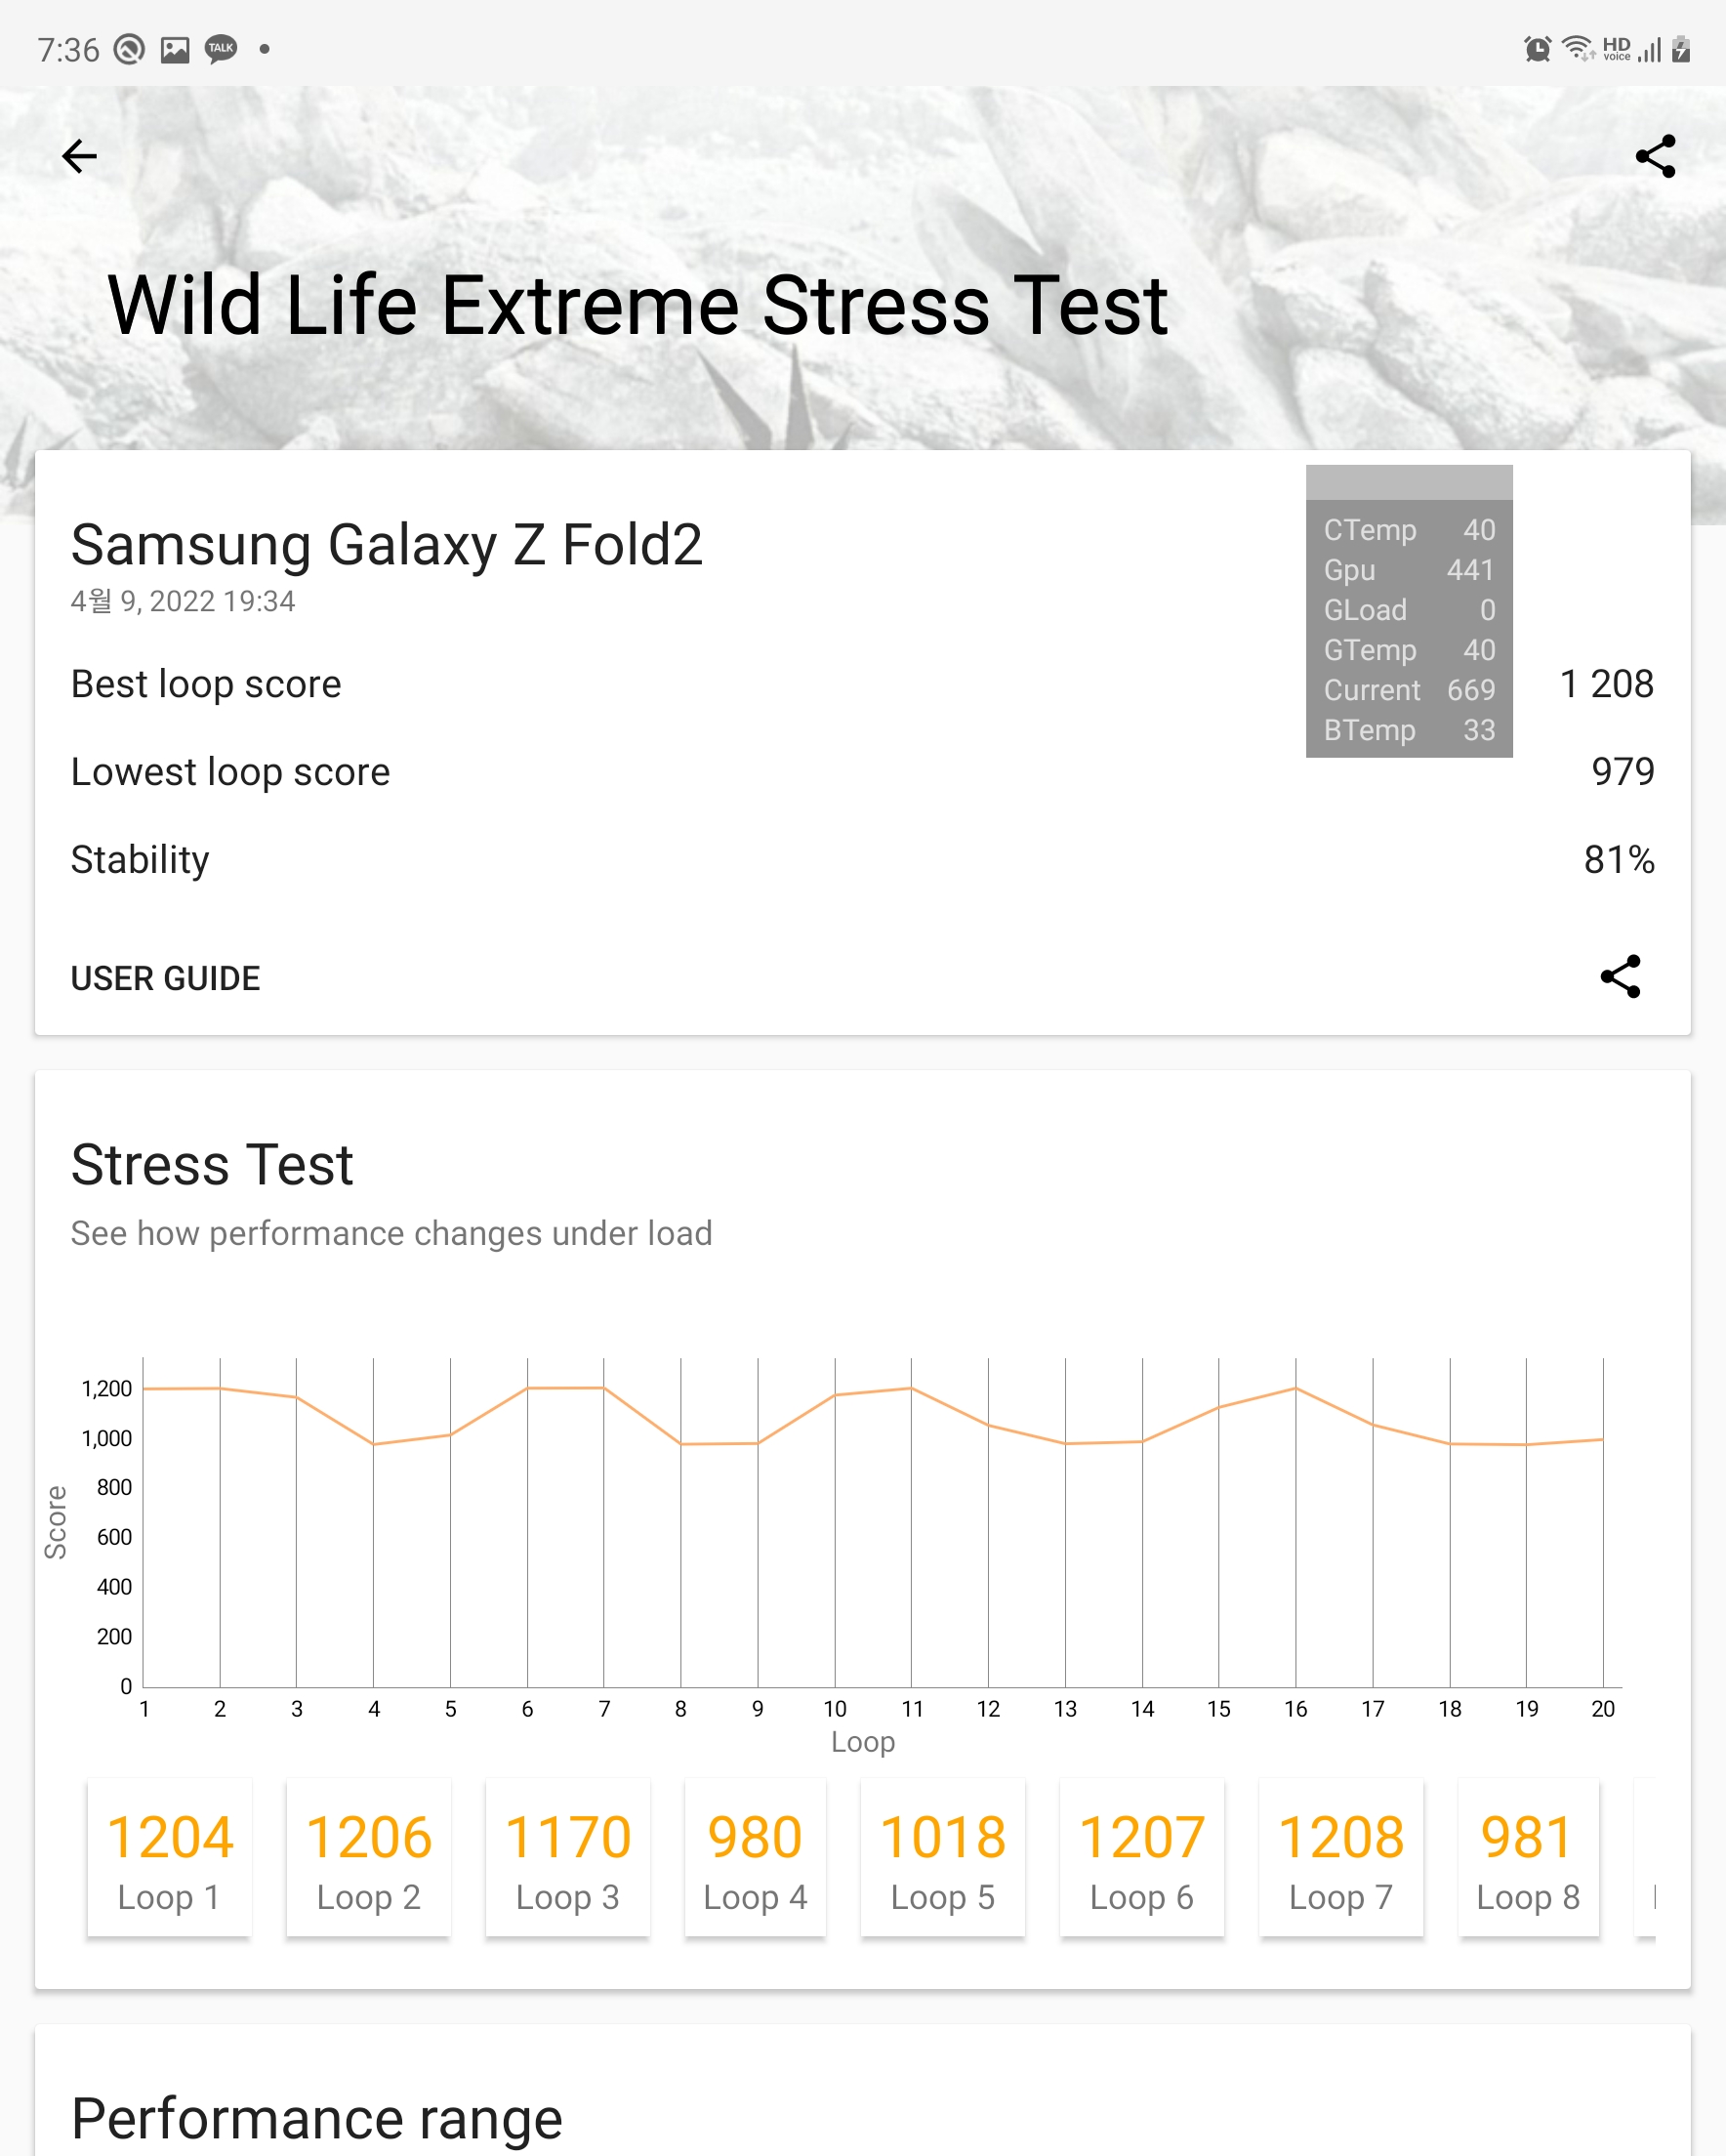 7:36 TALK HD voice
Wild Life Extreme Stress Test
Samsung Galaxy Z Fold2
4월 9, 2022 19:34
CTemp 40
Gpu 441
GLoad 0
GTemp 40
Current 669
BTemp 33
Best loop score 1 208
Lowest loop score 979
Stability 81%
USER GUIDE
Stress Test
See how performance changes under load
Score
1,200
1,000
800
600
400
200
0
1 2 3 4 5 6 7 8 9 10 11 12 13 14 15 16 17 18 19 20
Loop
1204 1206 1170 980 1018 1207 1208 981
Loop 1 Loop 2 Loop 3 Loop 4 Loop 5 Loop 6 Loop 7 Loop 8
Performance range